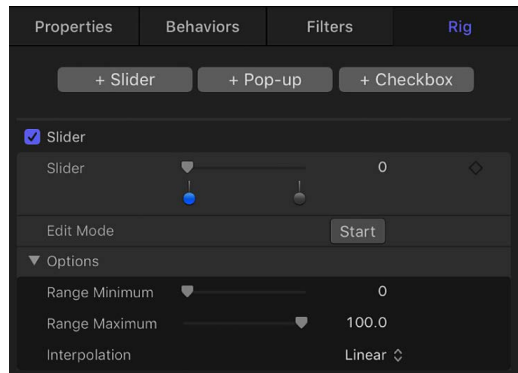 Properties Behaviors Filters Rig
+ Slider + Pop-up + Checkbox
Slider
Slider 0
Edit Mode Start
Options
Range Minimum 0
Range Maximum 100.0
Interpolation Linear